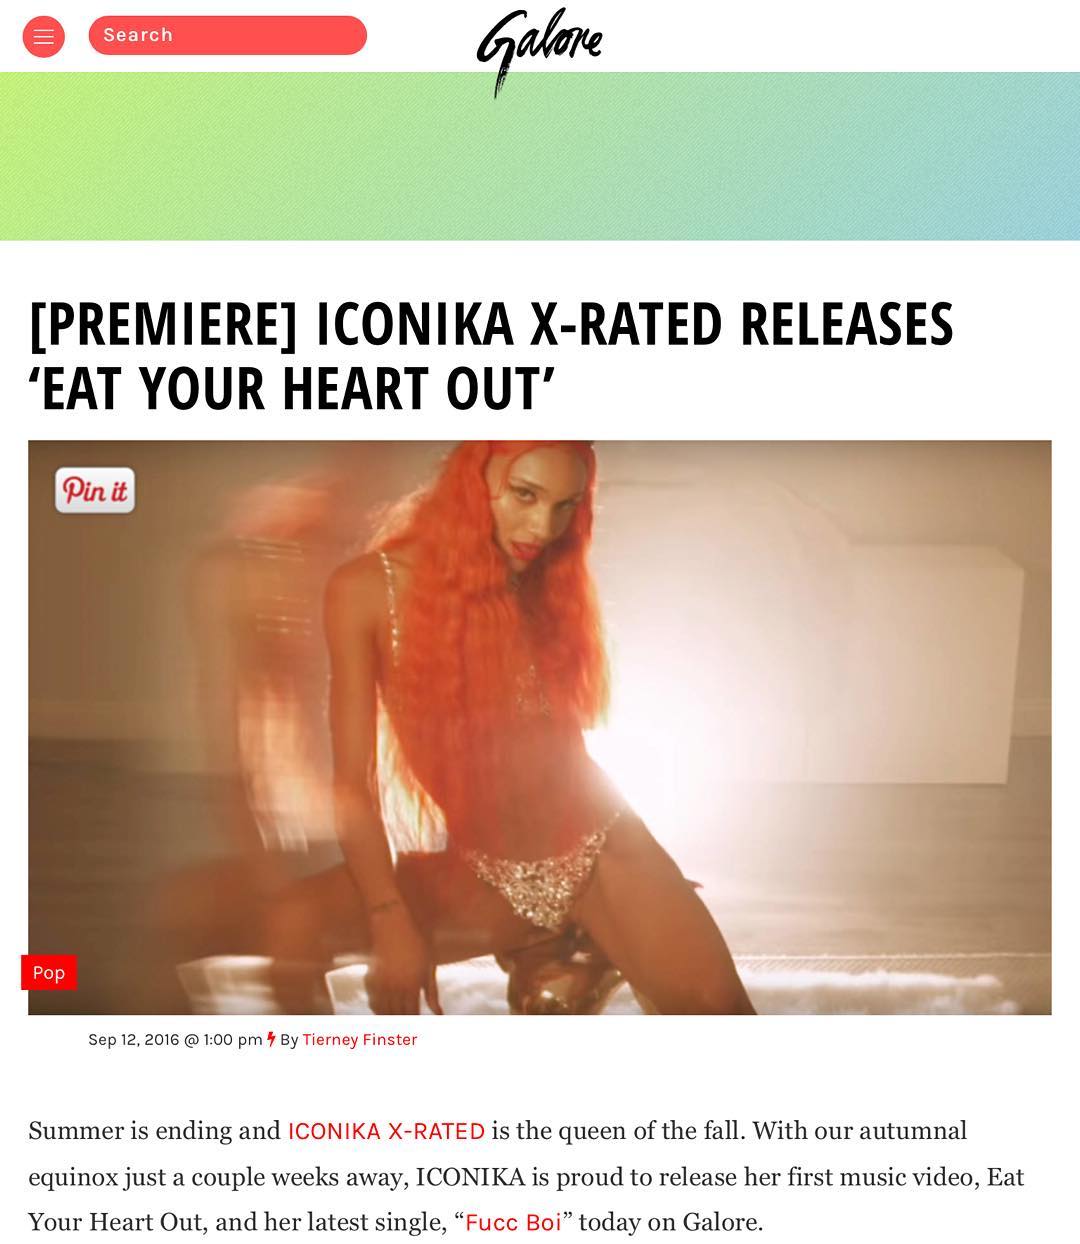 Search
Galore
[PREMIERE] ICONIKA X-RATED RELEASES
‘EAT YOUR HEART OUT’
Pin it
Pop
Sep 12, 2016 @ 1:00 pm By Tierney Finster
Summer is ending and ICONIKA X-RATED is the queen of the fall. With our autumnal
equinox just a couple weeks away, ICONIKA is proud to release her first music video, Eat
Your Heart Out, and her latest single, “Fucc Boi” today on Galore.